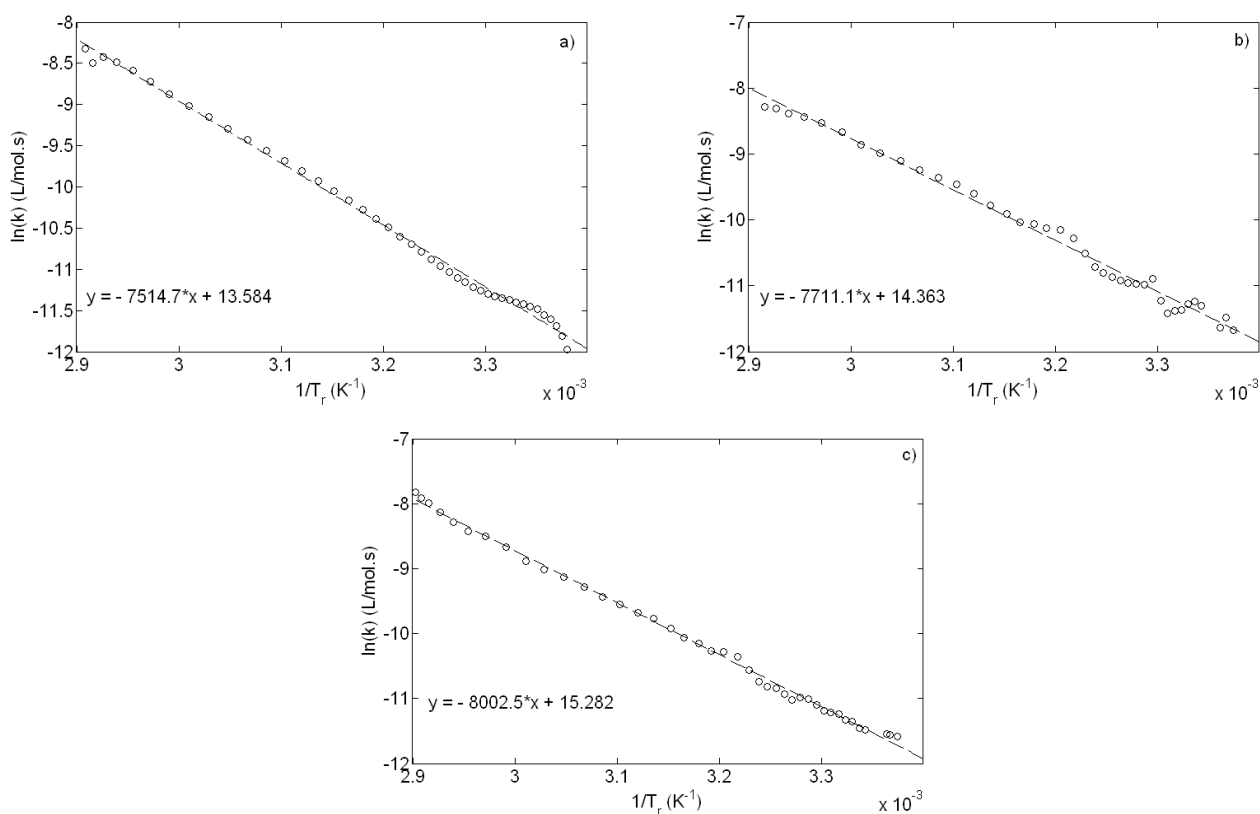 a)
-8
-8.5
-9
-9.5
-10
-10.5
-11
-11.5
-12
ln(k) (L/mol.s)
y = - 7514.7*x + 13.584
2.9 3 3.1 3.2 3.3
1/Tr (K-1)
x 10-3
b)
-7
-8
-9
-10
-11
-12
ln(k) (L/mol.s)
y = - 7711.1*x + 14.363
2.9 3 3.1 3.2 3.3
1/Tr (K-1)
x 10-3
c)
-7
-8
-9
-10
-11
-12
ln(k) (L/mol.s)
y = - 8002.5*x + 15.282
2.9 3 3.1 3.2 3.3
1/Tr (K-1)
x 10-3